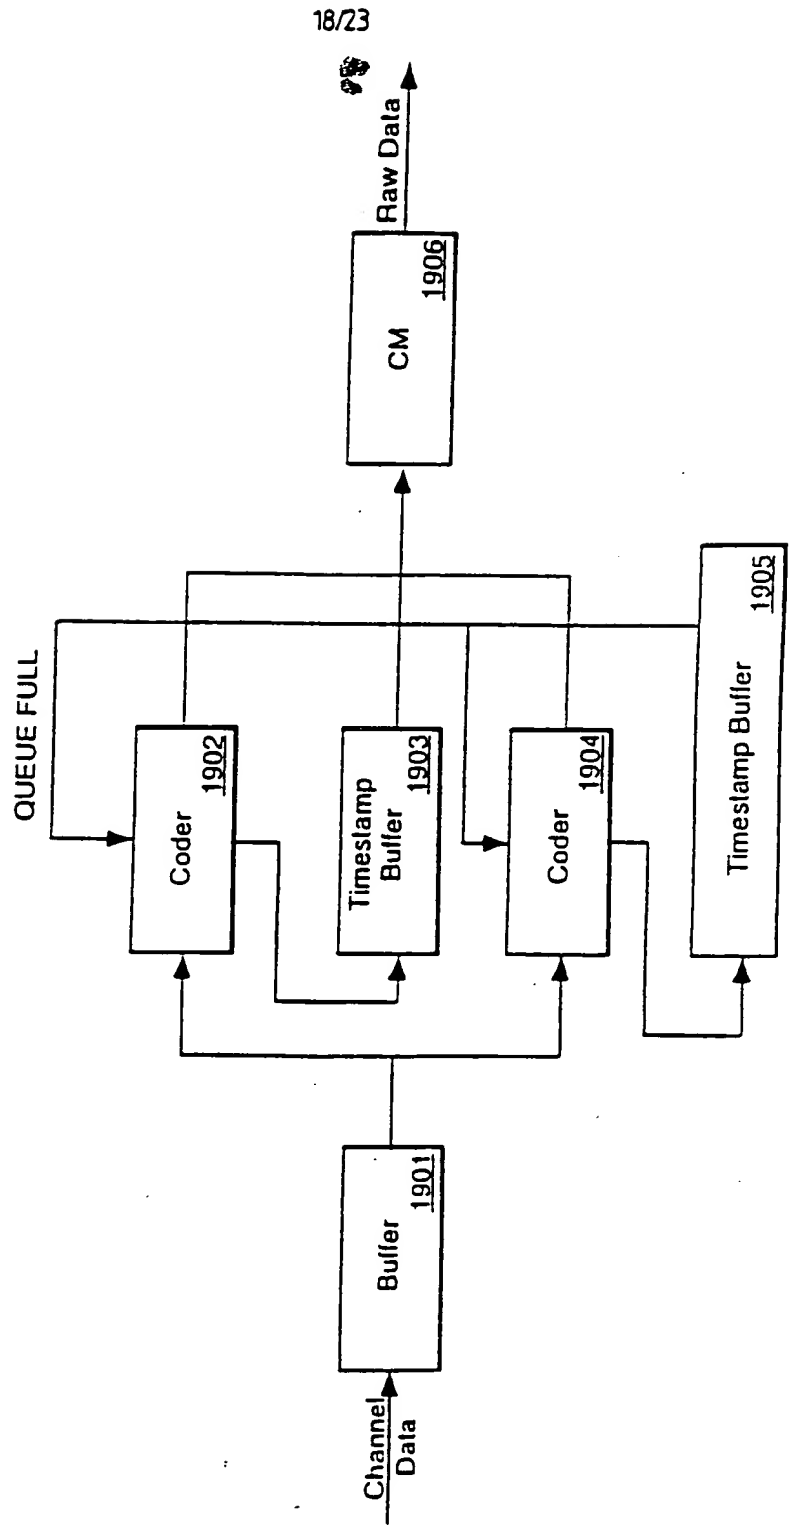 18/23
QUEUE FULL
Channel
Data
Buffer
1901
Coder
1902
Timestamp
Buffer
1903
Coder
1904
Timestamp Buffer
1905
CM
1906
Raw Data